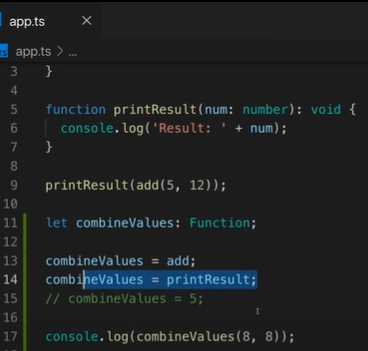 app.ts ×
app.ts > ...
3 }
4
5 function printResult(num: number): void {
6 console.log('Result: ' + num);
7 }
8
9 printResult(add(5, 12));
10
11 let combineValues: Function;
12
13 combineValues = add;
14 combineValues = printResult;
15 // combineValues = 5;
16
17 console.log(combineValues(8, 8));